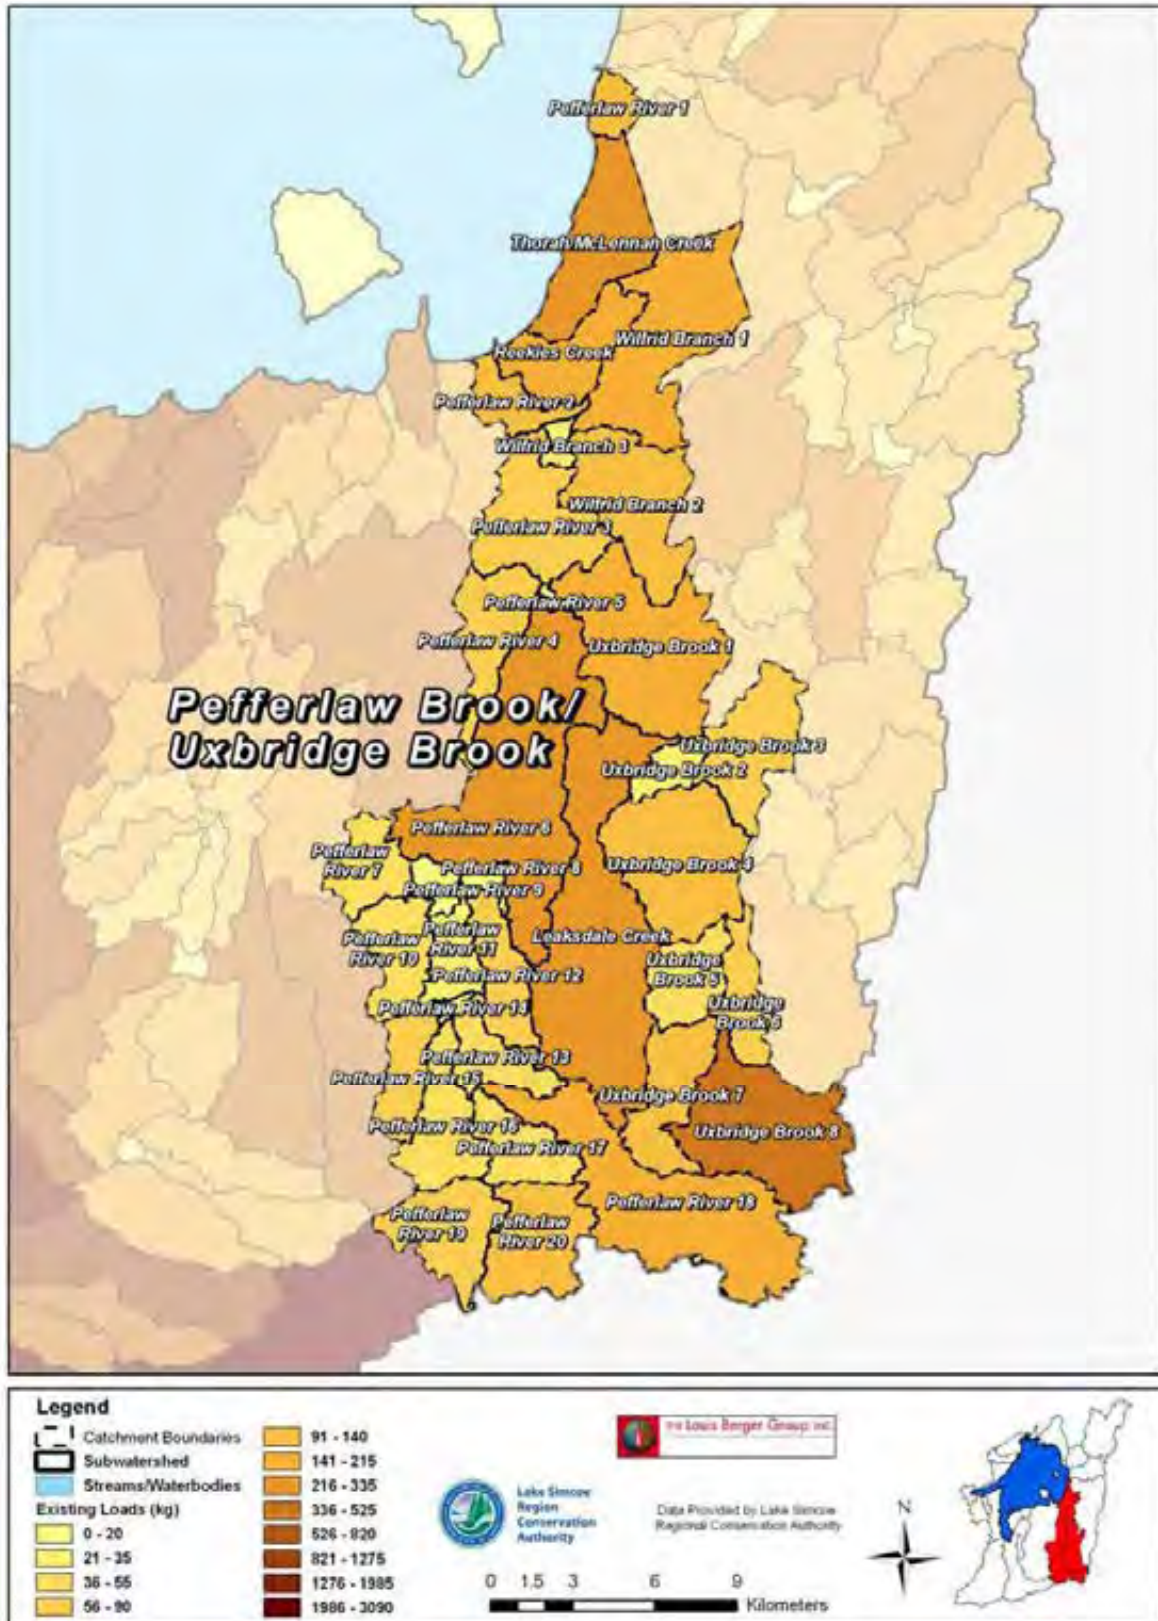 Pefferlaw River 1
Thorah McLennan Creek
Wilfrid Branch 1
Reekies Creek
Pefferlaw River 2
Wilfrid Branch 3
Wilfrid Branch 2
Pefferlaw River 3
Pefferlaw River 5
Pefferlaw River 4
Uxbridge Brook 1
Pefferlaw Brook/
Uxbridge Brook
Uxbridge Brook 3
Uxbridge Brook 2
Pefferlaw River 6
Pefferlaw
River 7
Pefferlaw River 8
Uxbridge Brook 4
Pefferlaw River 9
Pefferlaw
River 10
Pefferlaw
River 11
Leaksdale Creek
Uxbridge
Brook 5
Pefferlaw River 12
Uxbridge
Brook 6
Pefferlaw River 14
Pefferlaw River 13
Pefferlaw River 15
Uxbridge Brook 7
Pefferlaw River 16
Uxbridge Brook 8
Pefferlaw River 17
Pefferlaw River 18
Pefferlaw
River 19
Pefferlaw
River 20
Legend
Catchment Boundaries
Subwatershed
Streams/Waterbodies
Existing Loads (kg)
0 - 20
21 - 35
36 - 55
56 - 90
91 - 140
141 - 215
216 - 335
336 - 525
526 - 820
821 - 1275
1276 - 1985
1986 - 3090
THE Louis Berger Group INC.
Lake Simcoe
Region
Conservation
Authority
Data Provided by Lake Simcoe
Regional Conservation Authority
N
0 1.5 3 6 9
Kilometers